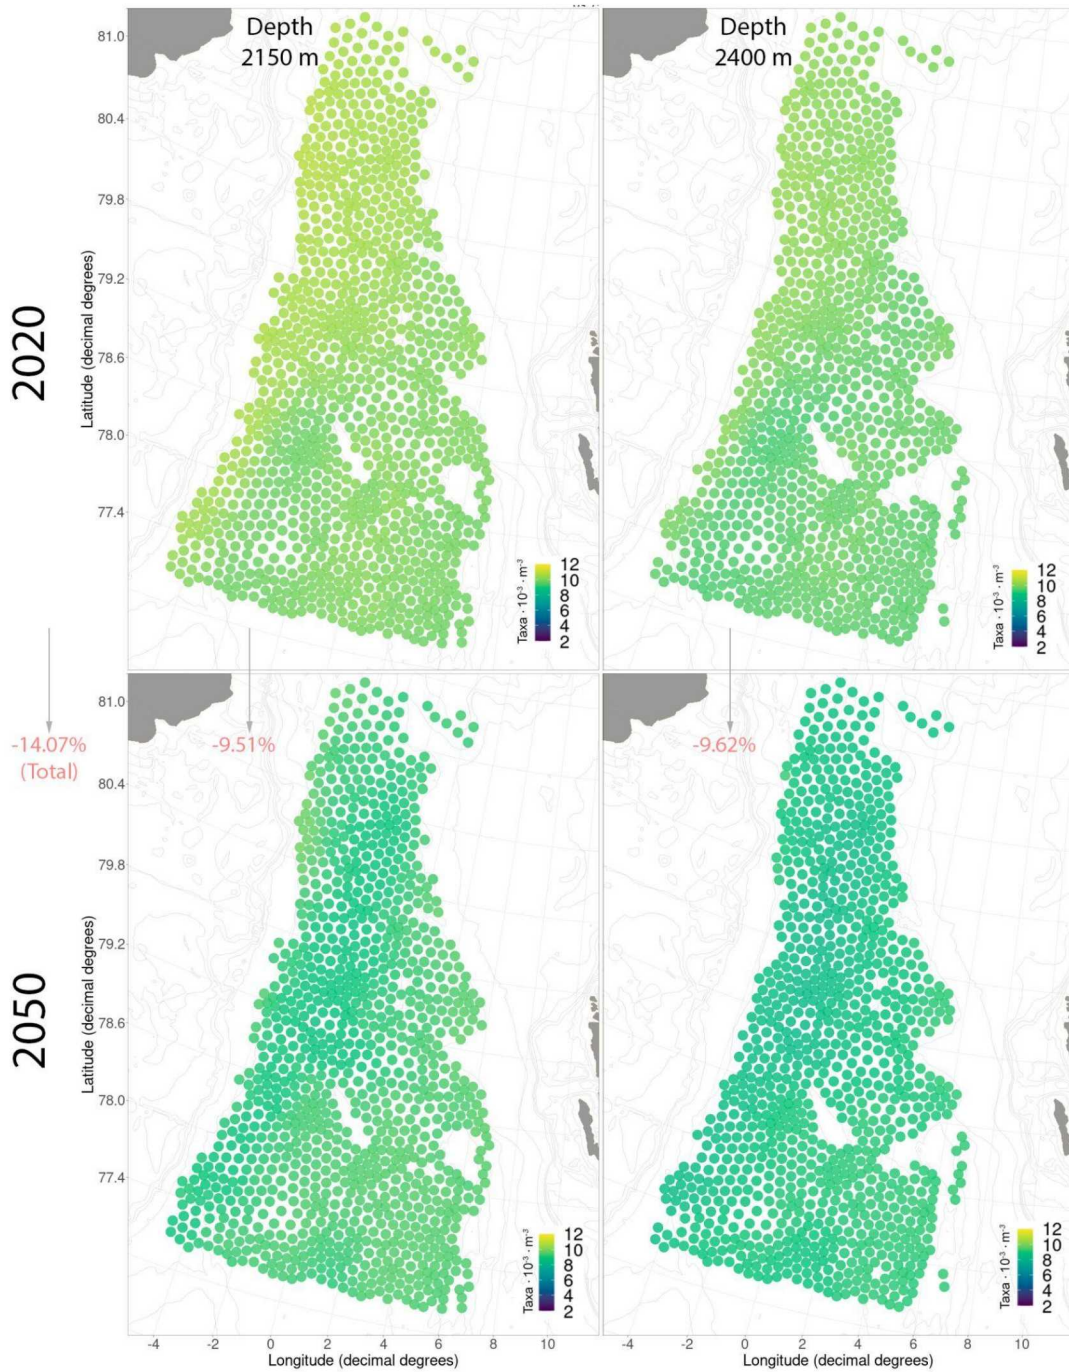 Depth
2150 m
Depth
2400 m
2020
Latitude (decimal degrees)
81.0
80.4
79.8
79.2
78.6
78.0
77.4
Taxa · 10⁻³ · m⁻³
12
10
8
6
4
2
Taxa · 10⁻³ · m⁻³
12
10
8
6
4
2
-14.07%
(Total)
-9.51%
-9.62%
2050
Latitude (decimal degrees)
81.0
80.4
79.8
79.2
78.6
78.0
77.4
Taxa · 10⁻³ · m⁻³
12
10
8
6
4
2
Taxa · 10⁻³ · m⁻³
12
10
8
6
4
2
-4 -2 0 2 4 6 8 10
-4 -2 0 2 4 6 8 10
Longitude (decimal degrees)
Longitude (decimal degrees)